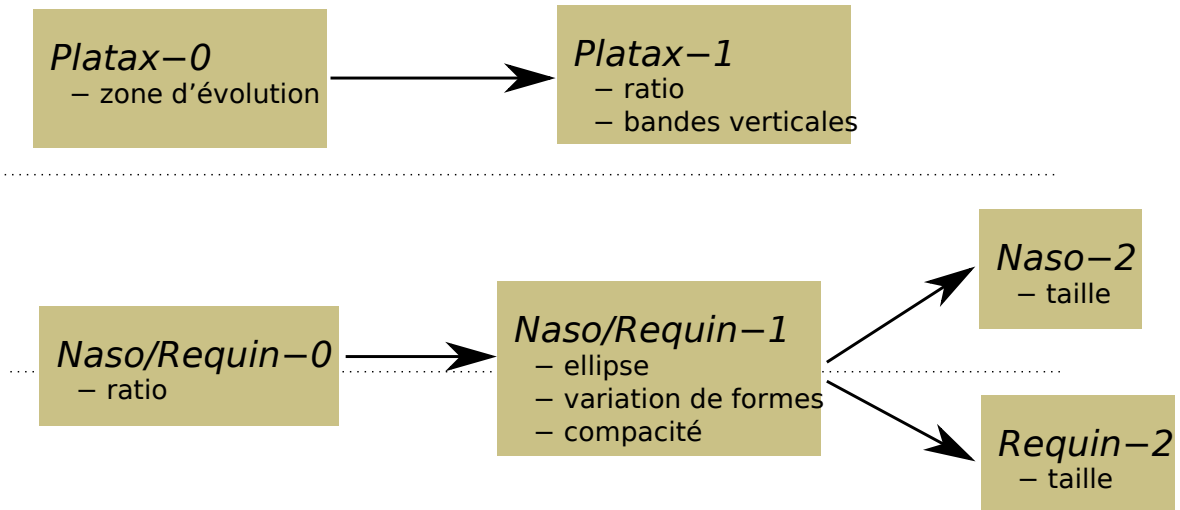 Platax−0
− zone d'évolution
Platax−1
− ratio
− bandes verticales
Naso/Requin−0
− ratio
Naso/Requin−1
− ellipse
− variation de formes
− compacité
Naso−2
− taille
Requin−2
− taille